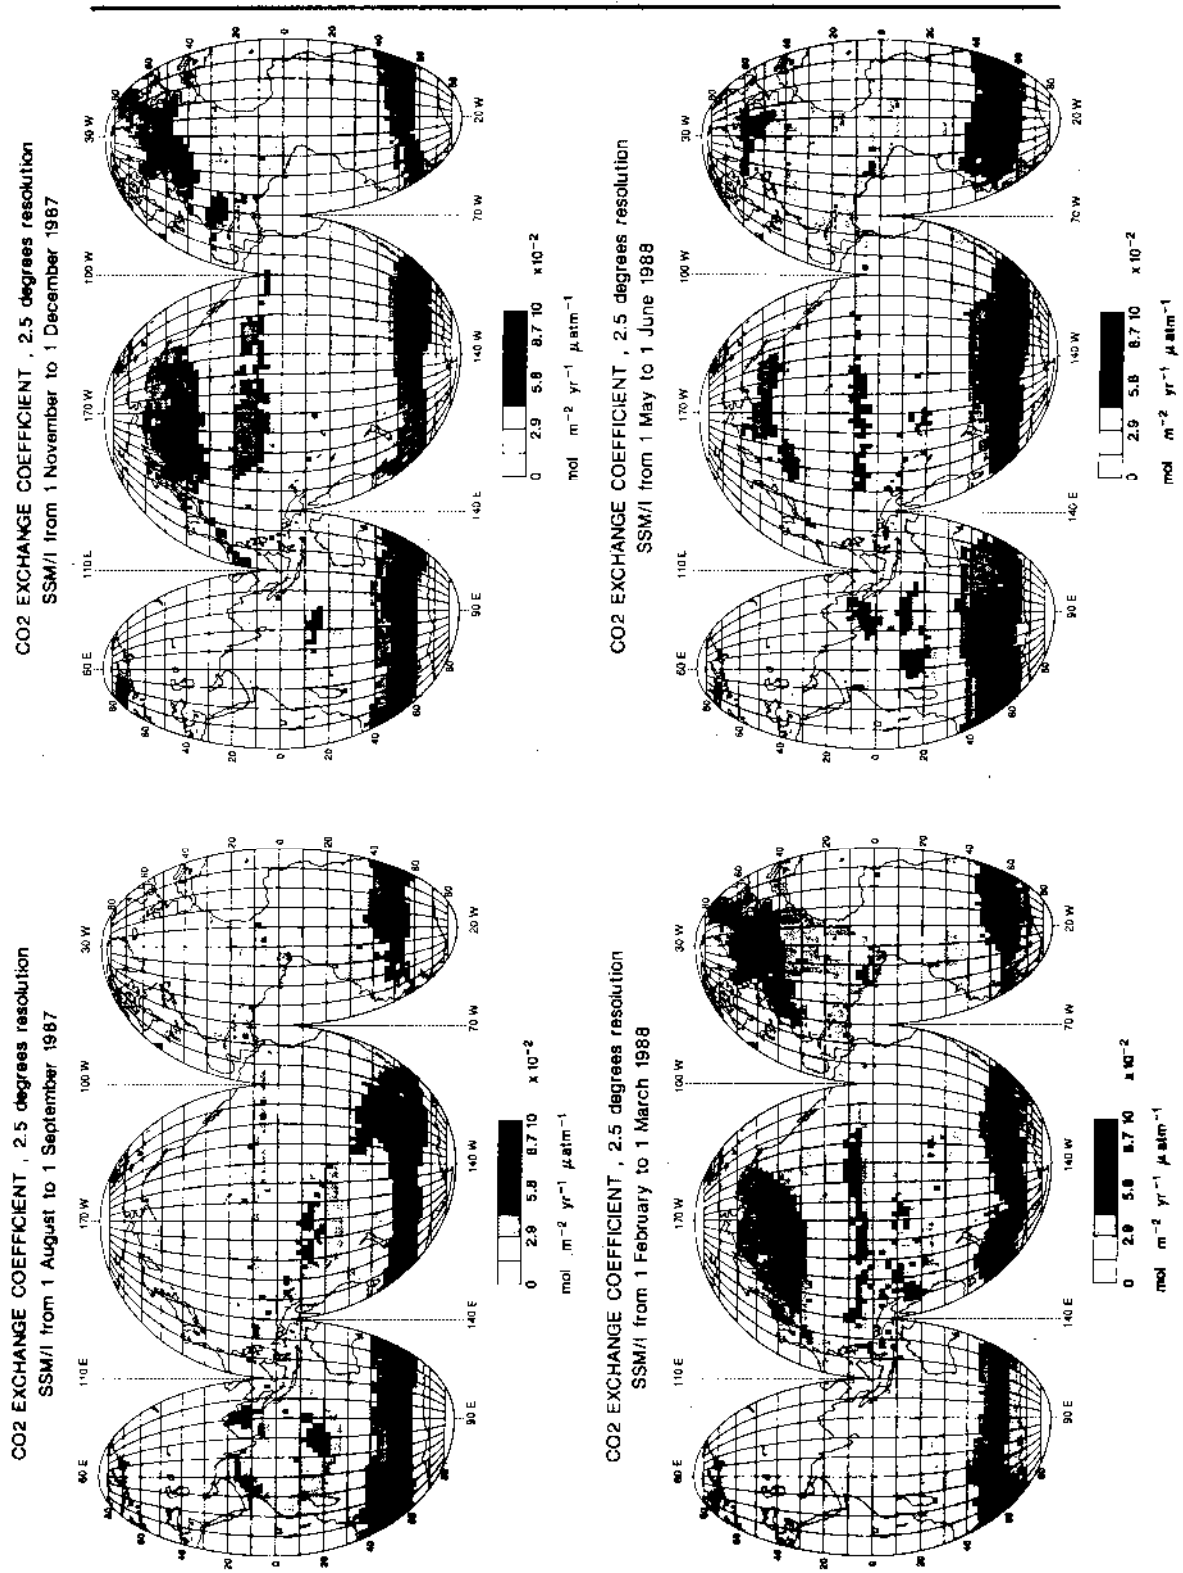 CO2 EXCHANGE COEFFICIENT , 2.5 degrees resolution
SSM/I from 1 August to 1 September 1987
60 E 110 E 170 W 100 W 30 W
90 E 140 E 140 W 70 W 20 W
0 2.9 5.8 8.7 10 x 10⁻²
mol m⁻² yr⁻¹ µatm⁻¹
CO2 EXCHANGE COEFFICIENT , 2.5 degrees resolution
SSM/I from 1 November to 1 December 1987
60 E 110 E 170 W 100 W 30 W
90 E 140 E 140 W 70 W 20 W
0 2.9 5.8 8.7 10 x10⁻²
mol m⁻² yr⁻¹ µatm⁻¹
CO2 EXCHANGE COEFFICIENT , 2.5 degrees resolution
SSM/I from 1 February to 1 March 1988
60 E 110 E 170 W 100 W 30 W
90 E 140 E 140 W 70 W 20 W
0 2.9 5.8 8.7 10 x 10⁻²
mol m⁻² yr⁻¹ µatm⁻¹
CO2 EXCHANGE COEFFICIENT , 2.5 degrees resolution
SSM/I from 1 May to 1 June 1988
60 E 110 E 170 W 100 W 30 W
90 E 140 E 140 W 70 W 20 W
0 2.9 5.8 8.7 10 x10⁻²
mol m⁻² yr⁻¹ µatm⁻¹